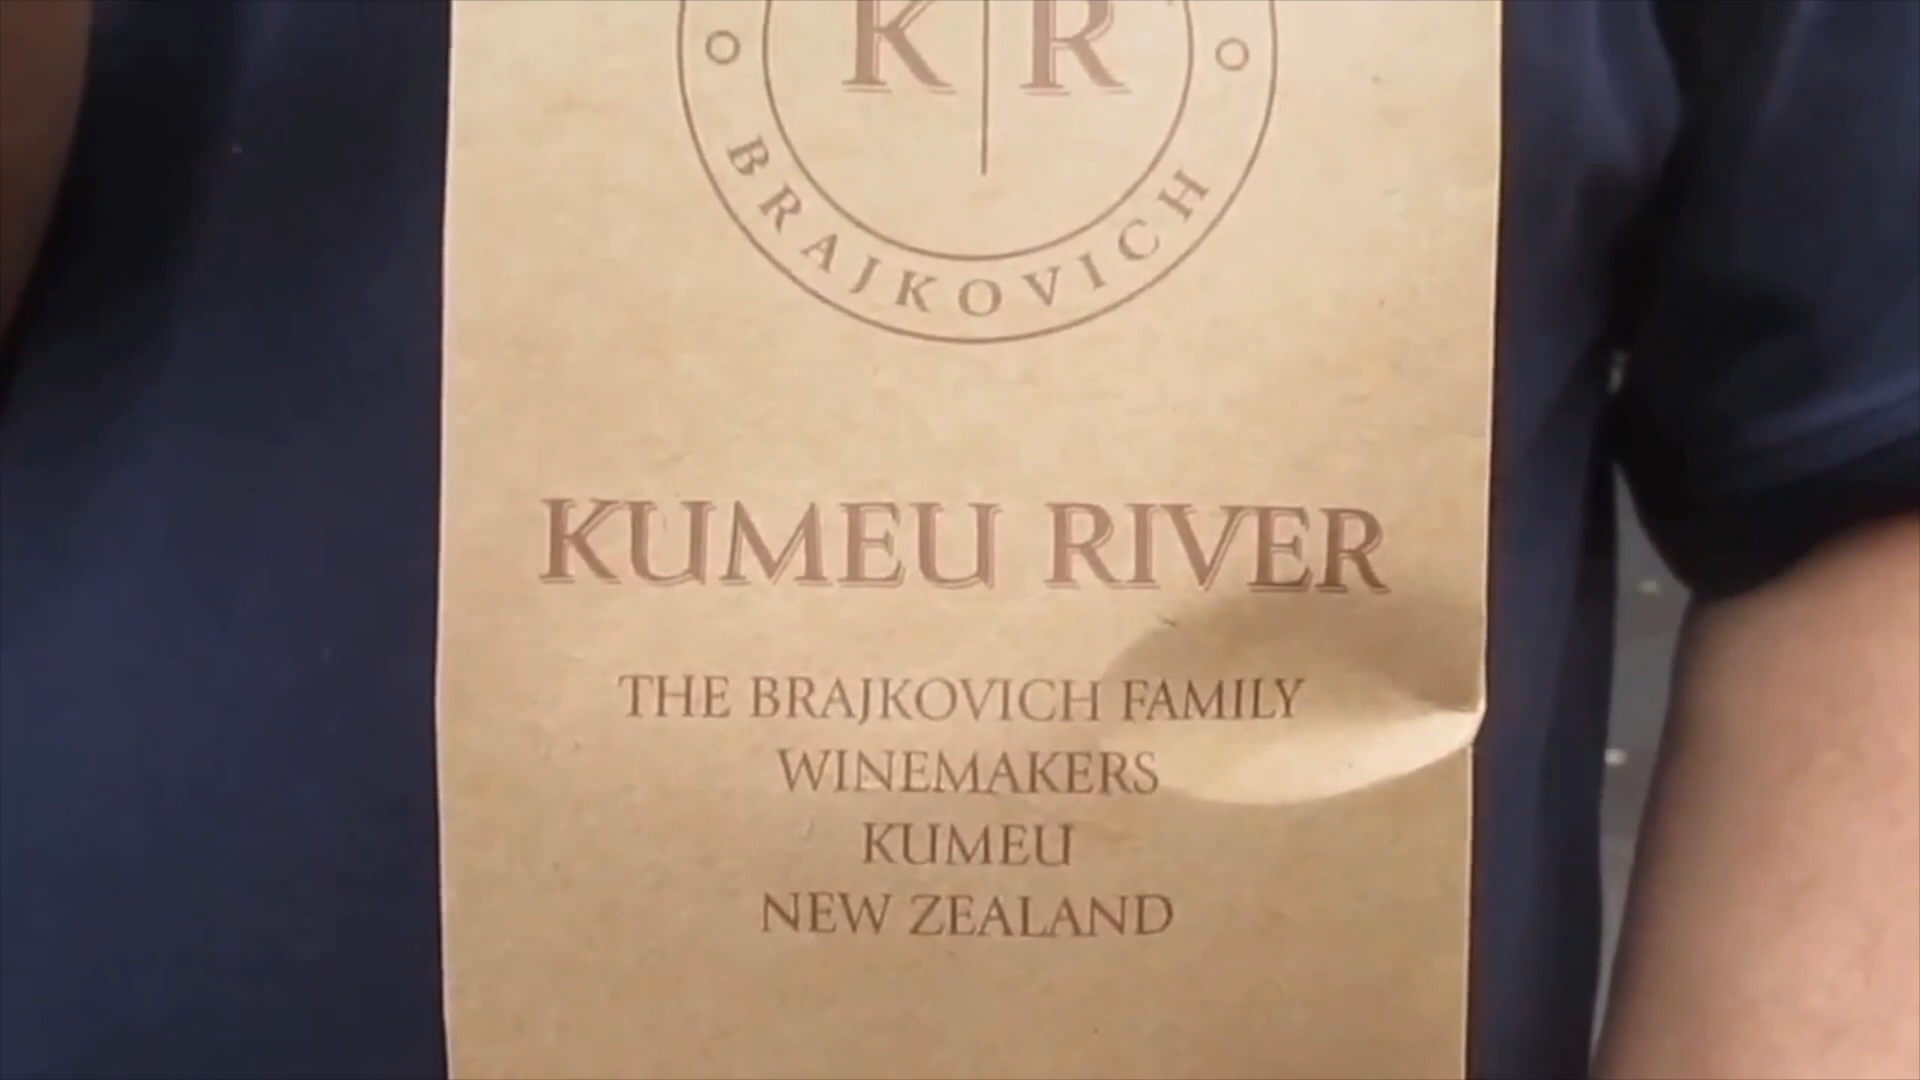 K R
BRAJKOVICH
KUMEU RIVER
THE BRAJKOVICH FAMILY
WINEMAKERS
KUMEU
NEW ZEALAND